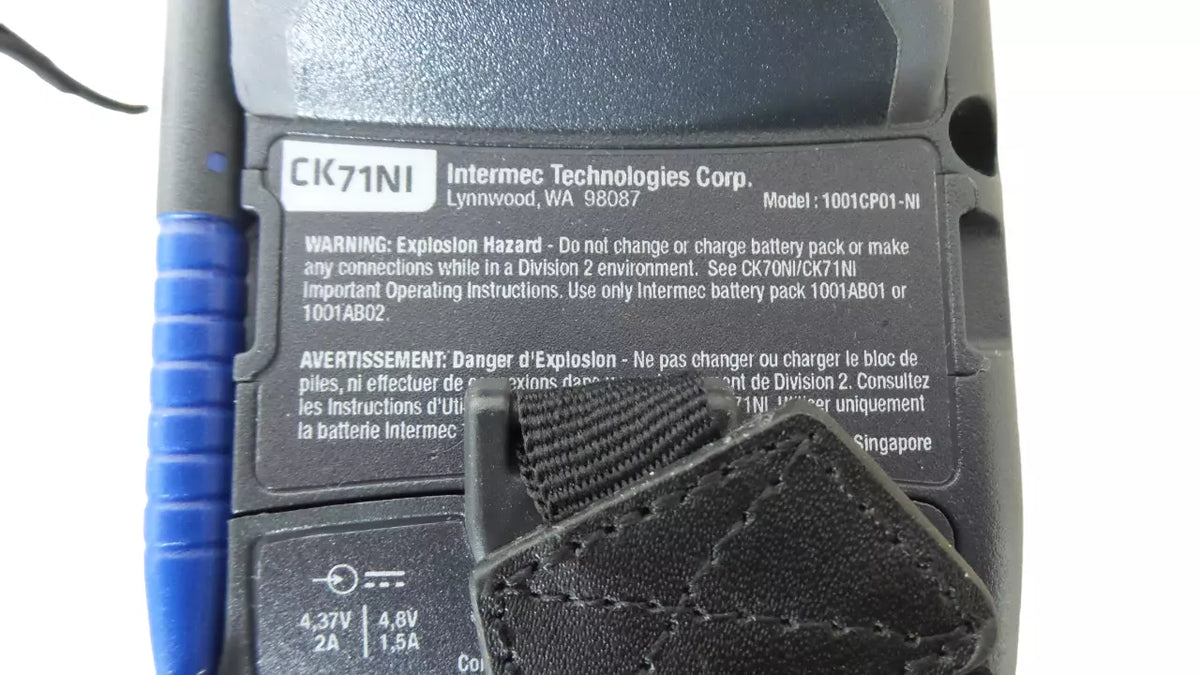 CK71NI
Intermec Technologies Corp.
Lynnwood, WA 98087
Model : 1001CP01-NI
WARNING: Explosion Hazard - Do not change or charge battery pack or make
any connections while in a Division 2 environment. See CK70NI/CK71NI
Important Operating Instructions. Use only Intermec battery pack 1001AB01 or
1001AB02.
AVERTISSEMENT: Danger d'Explosion - Ne pas changer ou charger le bloc de
piles, ni effectuer de dans de Division 2. Consultez
les Instructions 71NI. uniquement
la batterie Intermec
Singapore
4,37V 4,8V
2A 1,5A